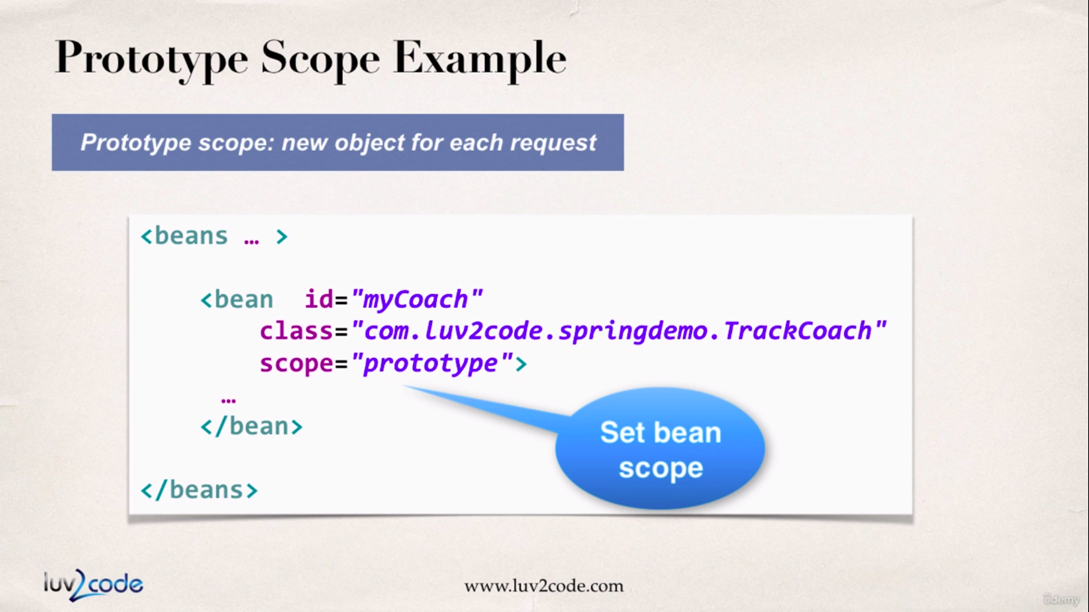 Prototype Scope Example
Prototype scope: new object for each request
<beans … >
<bean id="myCoach"
class="com.luv2code.springdemo.TrackCoach"
scope="prototype">
…
</bean>
Set bean
scope
</beans>
luv2code
www.luv2code.com
ûdemy